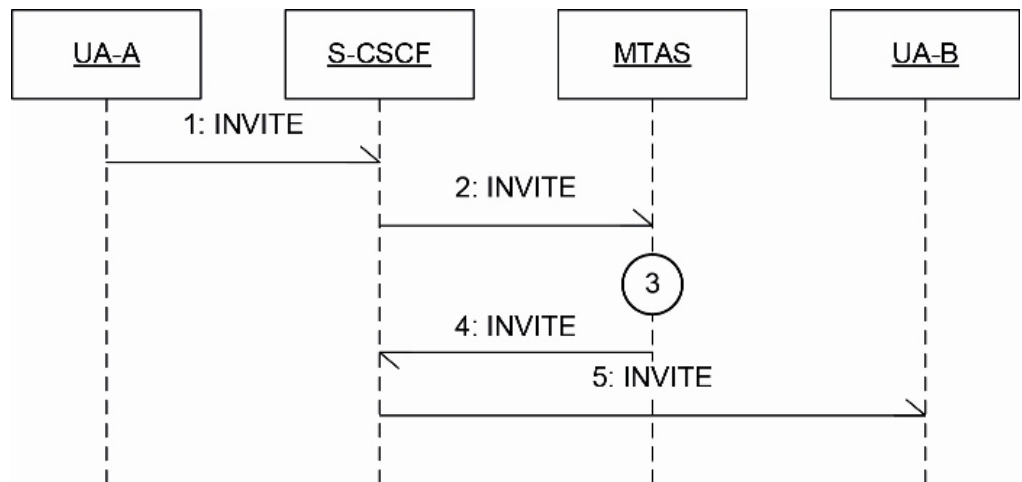 UA-A
S-CSCF
MTAS
UA-B
1: INVITE
2: INVITE
3
4: INVITE
5: INVITE